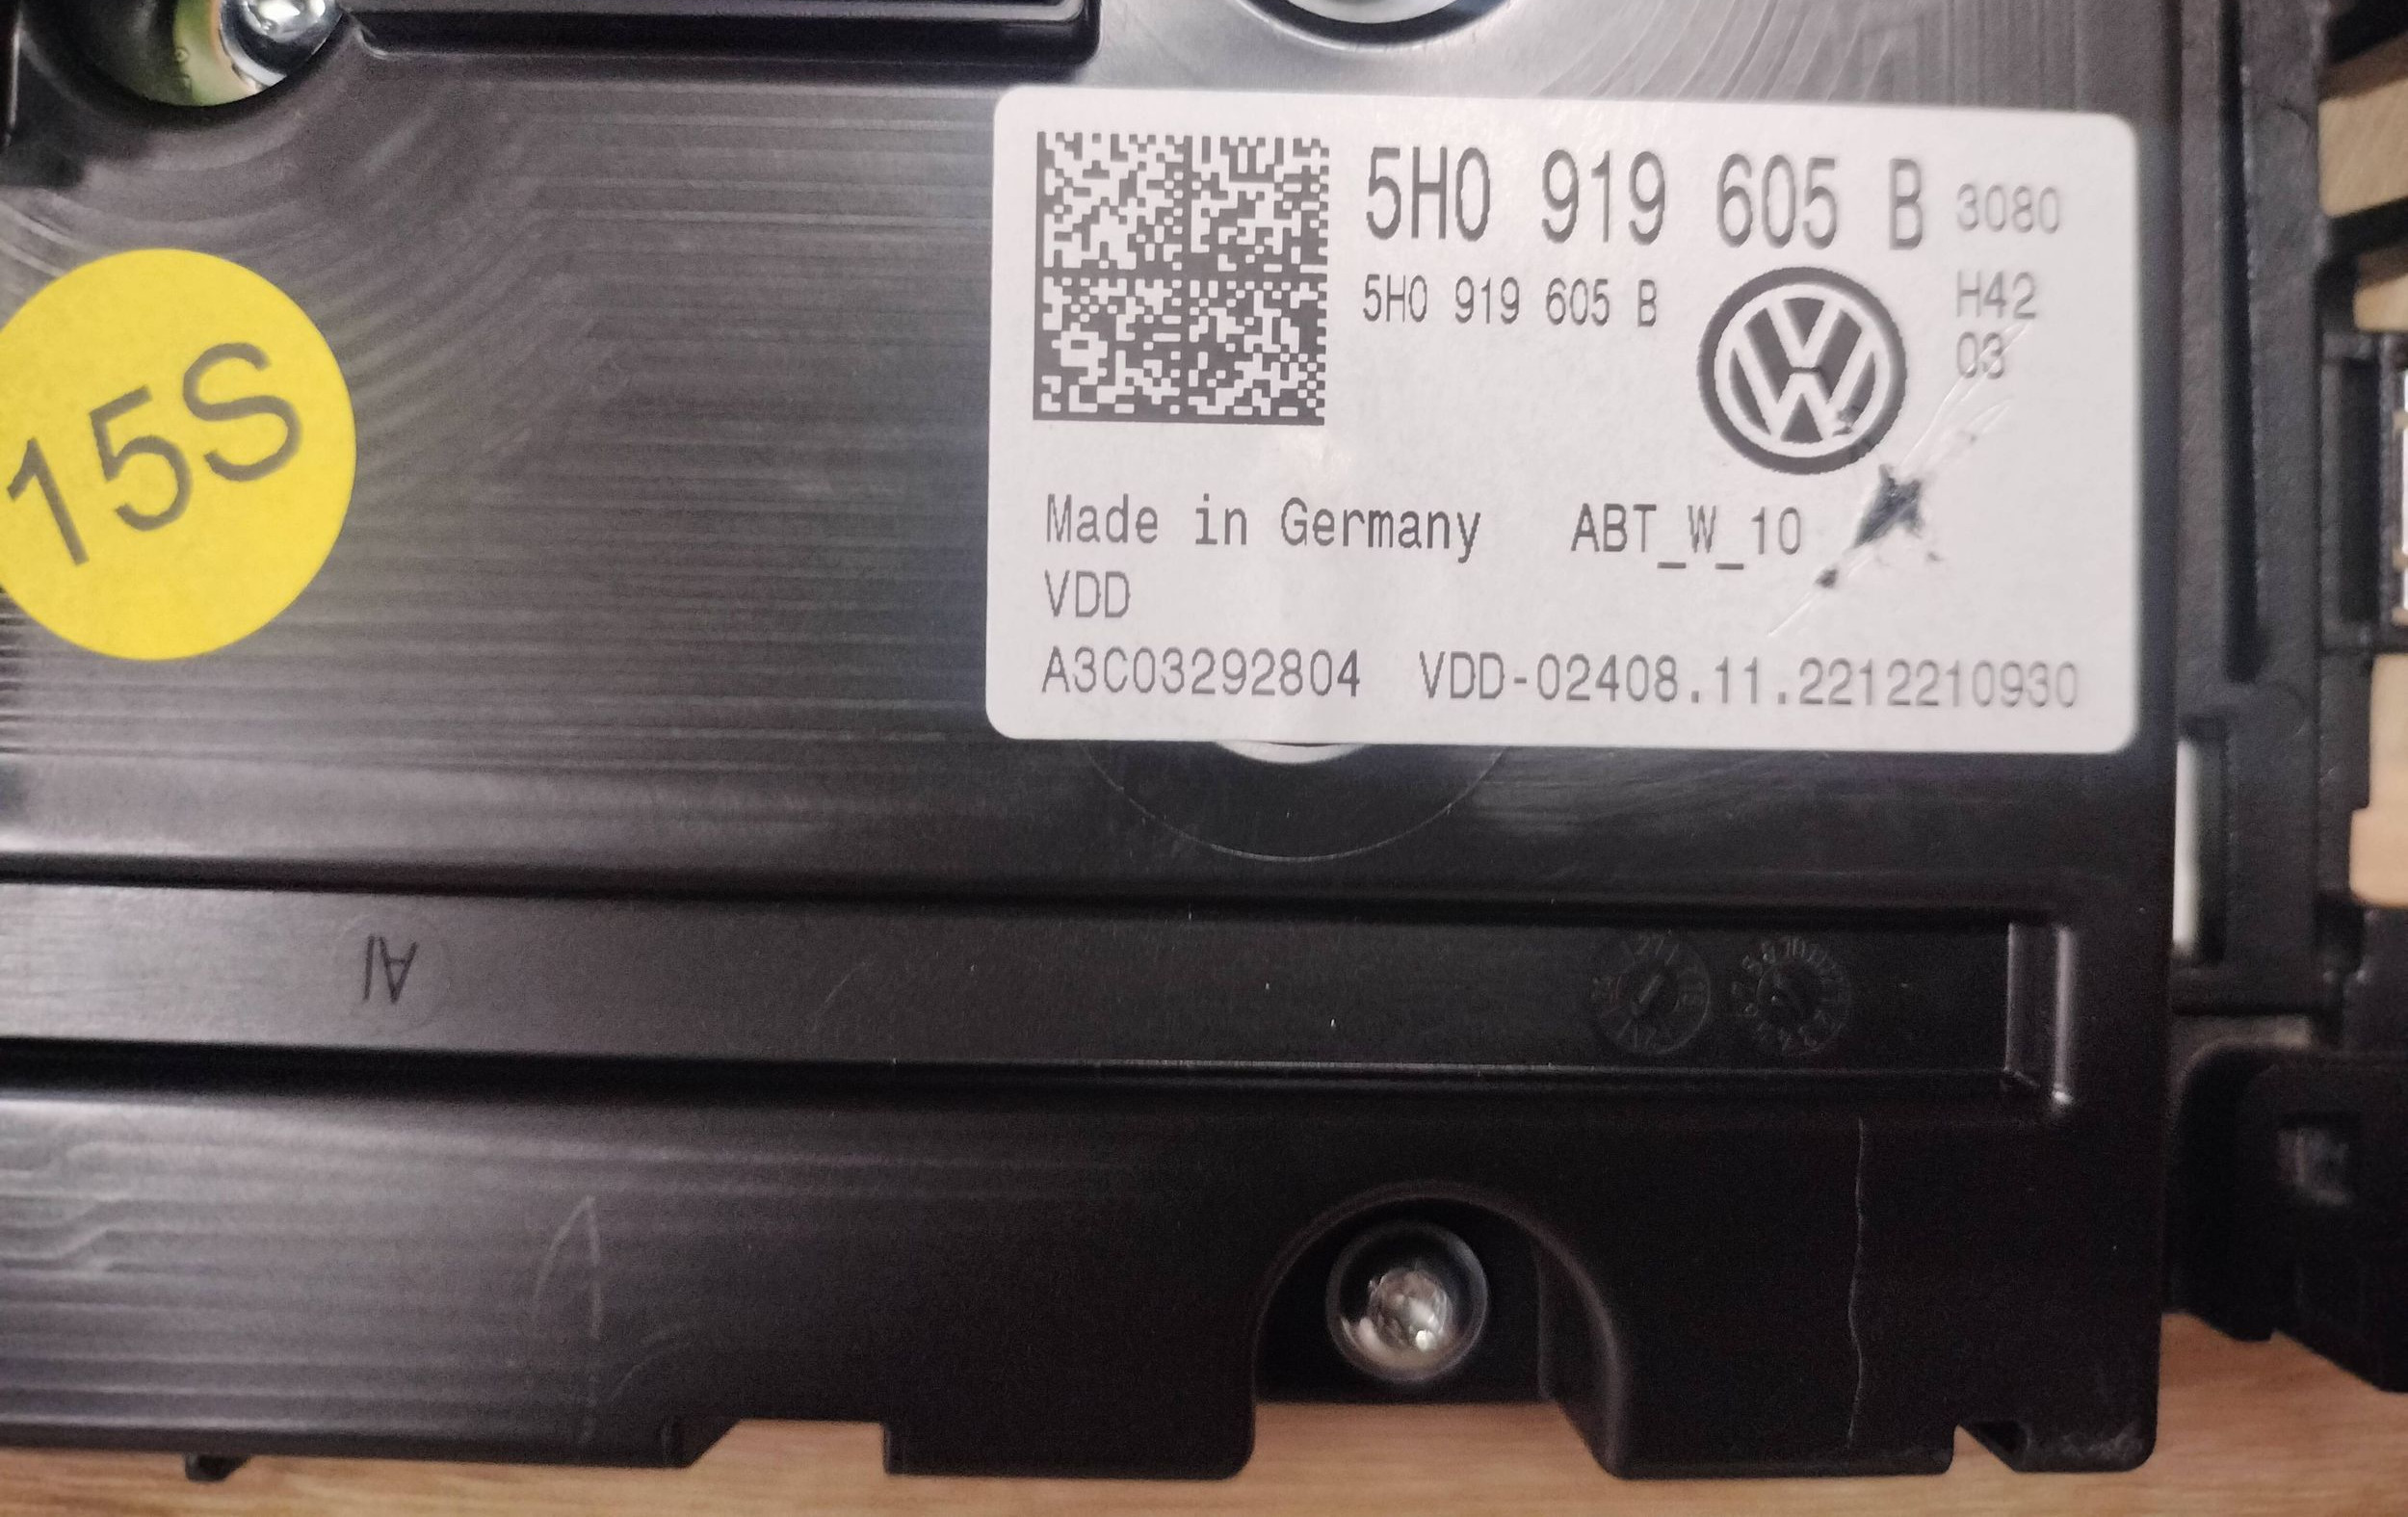 5H0 919 605 B 3080
5H0 919 605 B
H42
03
Made in Germany ABT_W_10
VDD
A3C03292804 VDD-02408.11.2212210930
15S
AI